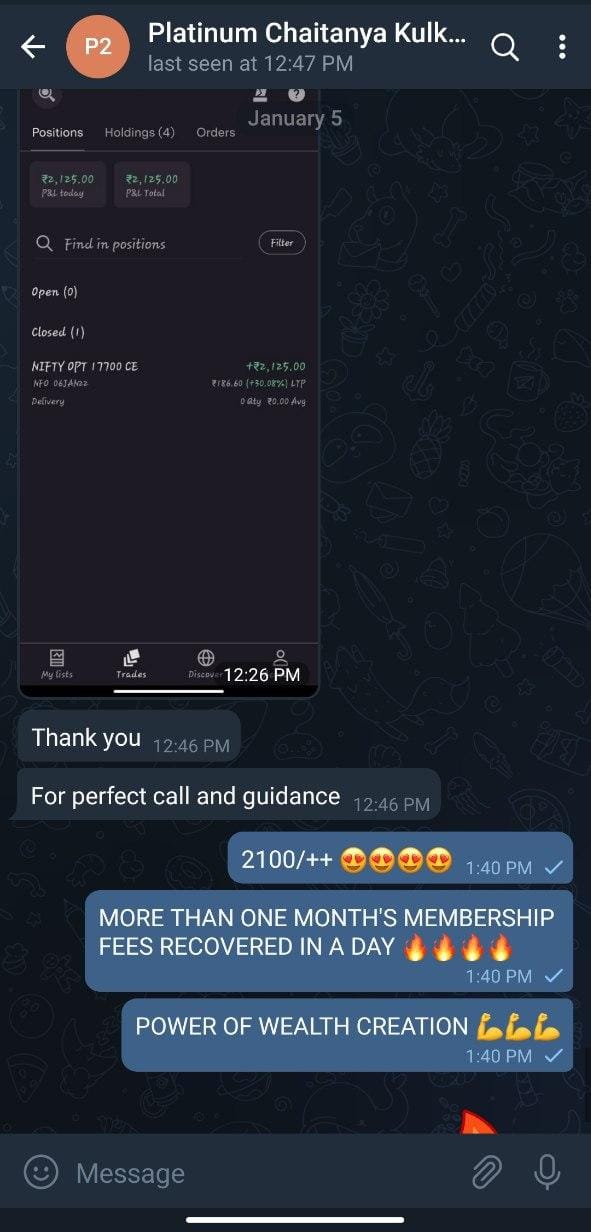 P2
Platinum Chaitanya Kulk...
last seen at 12:47 PM
January 5
Positions Holdings (4) Orders
₹2,125.00 ₹2,125.00
P&L today P&L Total
Find in positions Filter
Open (0)
Closed (1)
NIFTY OPT 17700 CE +₹2,125.00
NFO 06JAN22 ₹186.60 (+30.08%) LTP
Delivery 0 Qty ₹0.00 Avg
My lists Trades Discover 12:26 PM
Thank you 12:46 PM
For perfect call and guidance 12:46 PM
2100/++ 😍😍😍😍 1:40 PM
MORE THAN ONE MONTH'S MEMBERSHIP
FEES RECOVERED IN A DAY 🔥🔥🔥🔥
1:40 PM
POWER OF WEALTH CREATION 💪💪💪
1:40 PM
Message